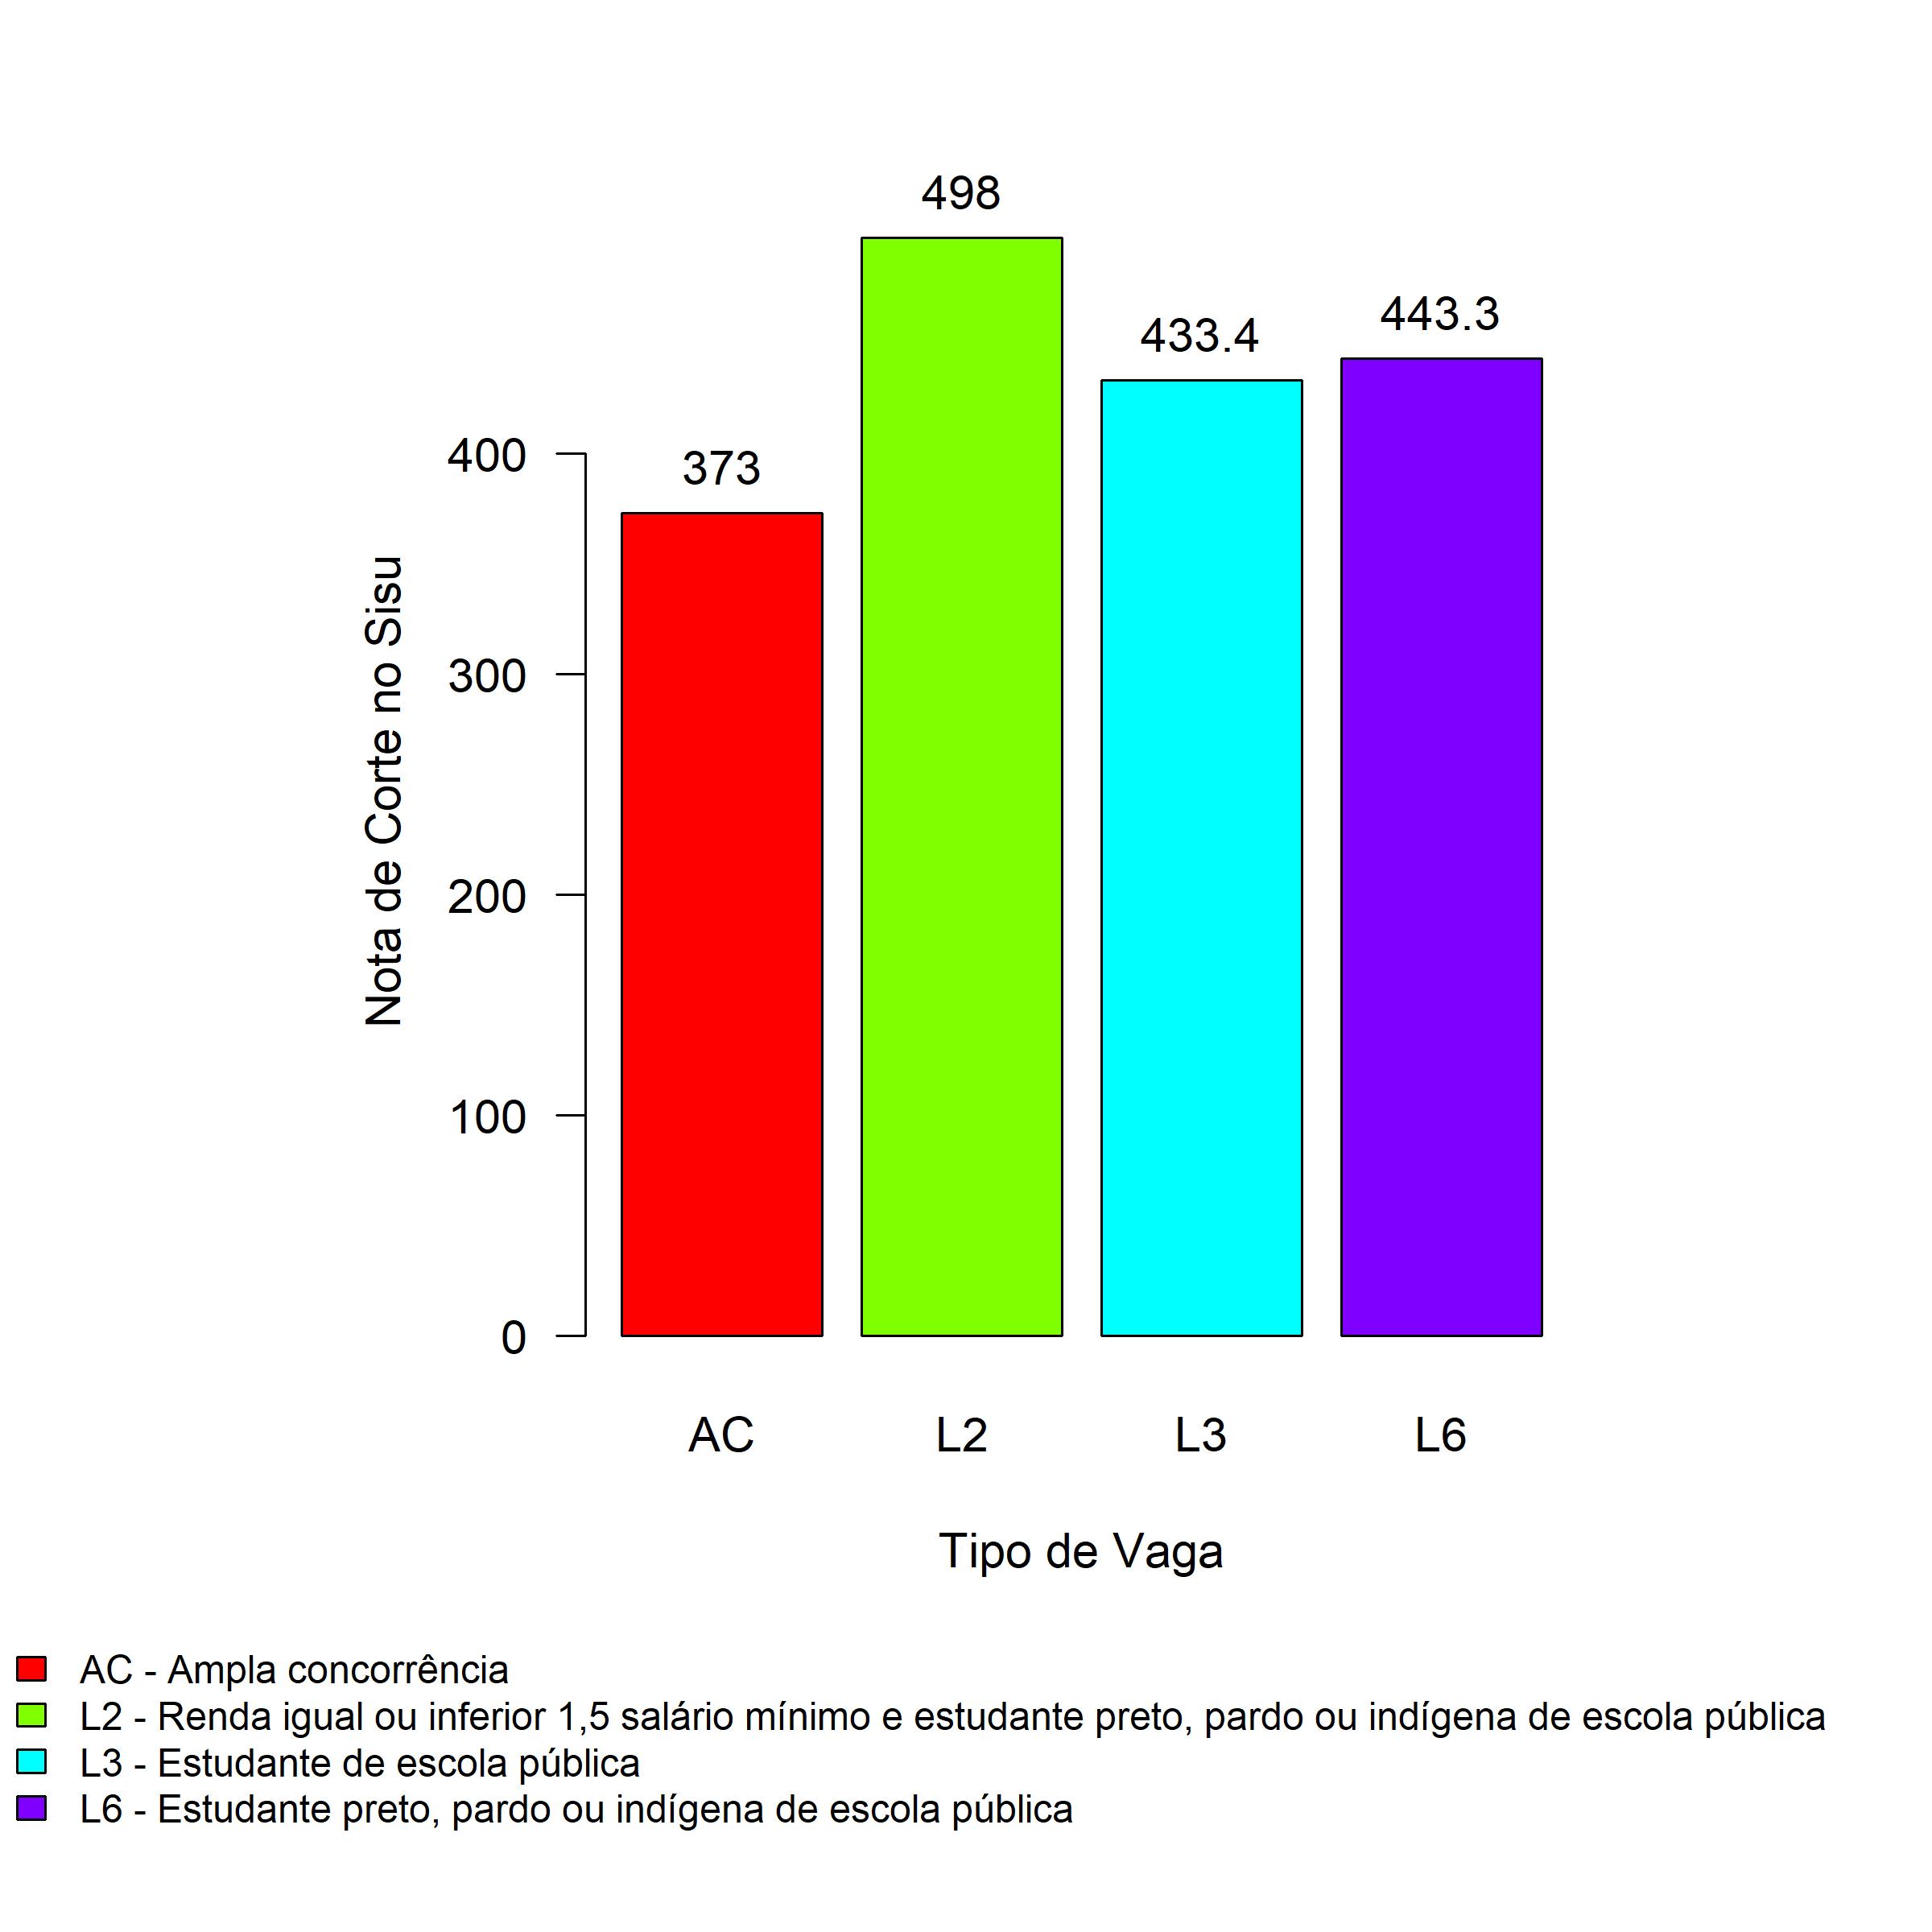 498
443.3
433.4
373
400
300
200
100
0
Nota de Corte no Sisu
AC L2 L3 L6
Tipo de Vaga
AC - Ampla concorrência
L2 - Renda igual ou inferior 1,5 salário mínimo e estudante preto, pardo ou indígena de escola pública
L3 - Estudante de escola pública
L6 - Estudante preto, pardo ou indígena de escola pública